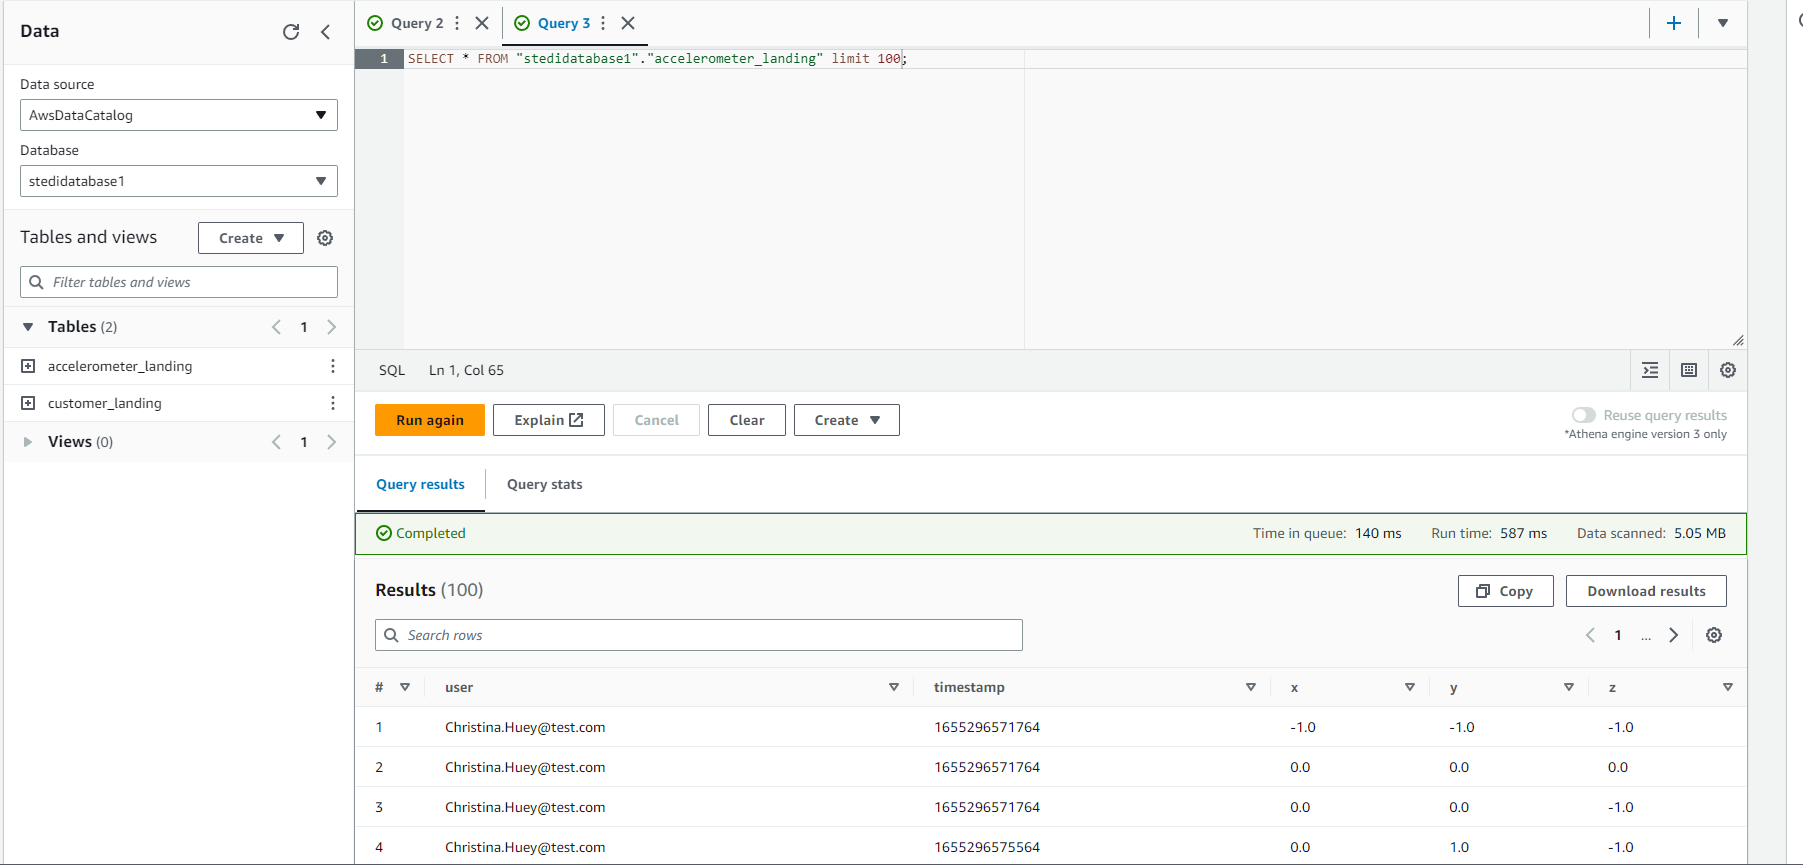 Data
Data source
AwsDataCatalog
Database
stedidatabase1
Tables and views
Create
Filter tables and views
Tables (2)
1
accelerometer_landing
customer_landing
Views (0)
1
Query 2
Query 3
1 SELECT * FROM "stedidatabase1"."accelerometer_landing" limit 100;
SQL Ln 1, Col 65
Run again Explain Cancel Clear Create
Reuse query results
*Athena engine version 3 only
Query results Query stats
Completed Time in queue: 140 ms Run time: 587 ms Data scanned: 5.05 MB
Results (100)
Copy Download results
Search rows
1 ...
# user timestamp x y z
1 Christina.Huey@test.com 1655296571764 -1.0 -1.0 -1.0
2 Christina.Huey@test.com 1655296571764 0.0 0.0 0.0
3 Christina.Huey@test.com 1655296571764 0.0 0.0 -1.0
4 Christina.Huey@test.com 1655296575564 0.0 1.0 -1.0